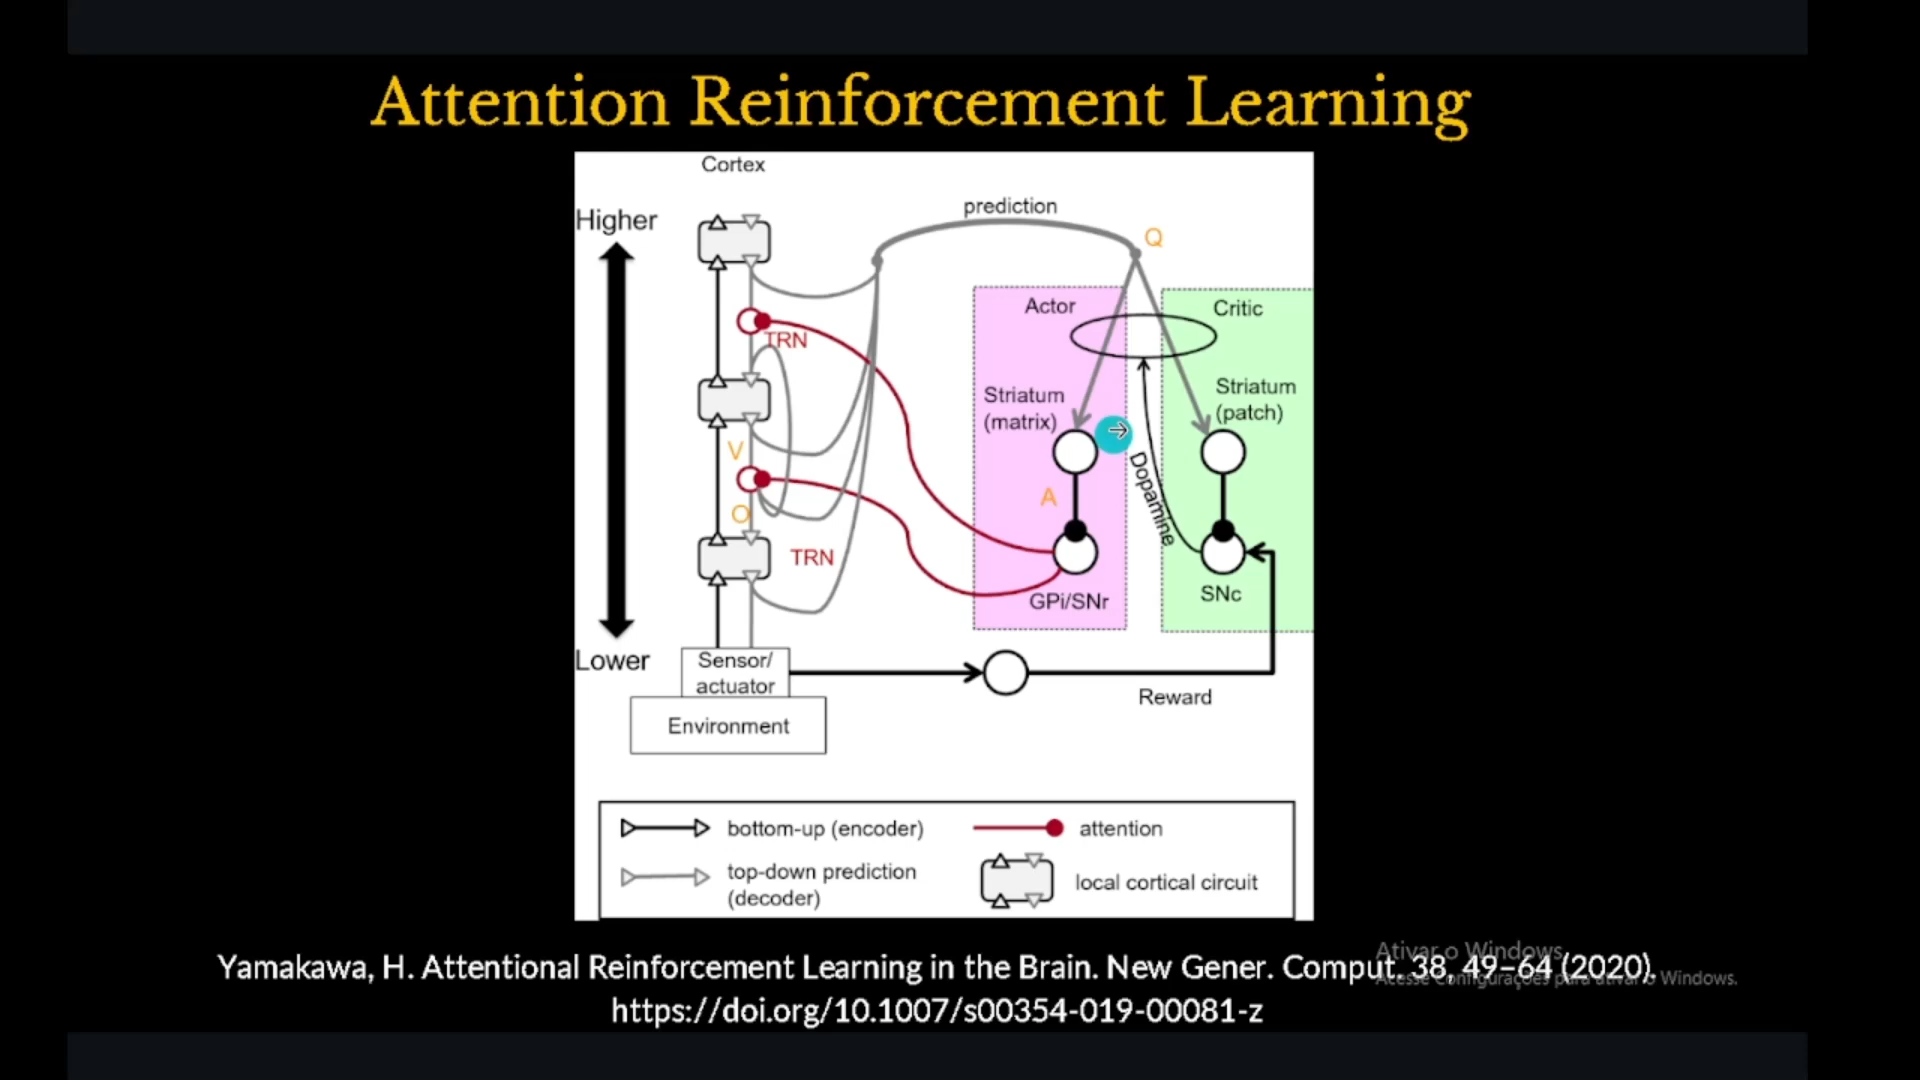 Attention Reinforcement Learning
Cortex
Higher
prediction
Q
Actor
Critic
TRN
Striatum
(matrix)
Striatum
(patch)
V
Dopamine
A
O
TRN
SNc
GPi/SNr
Lower
Sensor/
actuator
Reward
Environment
bottom-up (encoder)
attention
top-down prediction
(decoder)
local cortical circuit
Ativar o Windows
Yamakawa, H. Attentional Reinforcement Learning in the Brain. New Gener. Comput. 38, 49–64 (2020).
Acesse Configurações para ativar o Windows.
https://doi.org/10.1007/s00354-019-00081-z